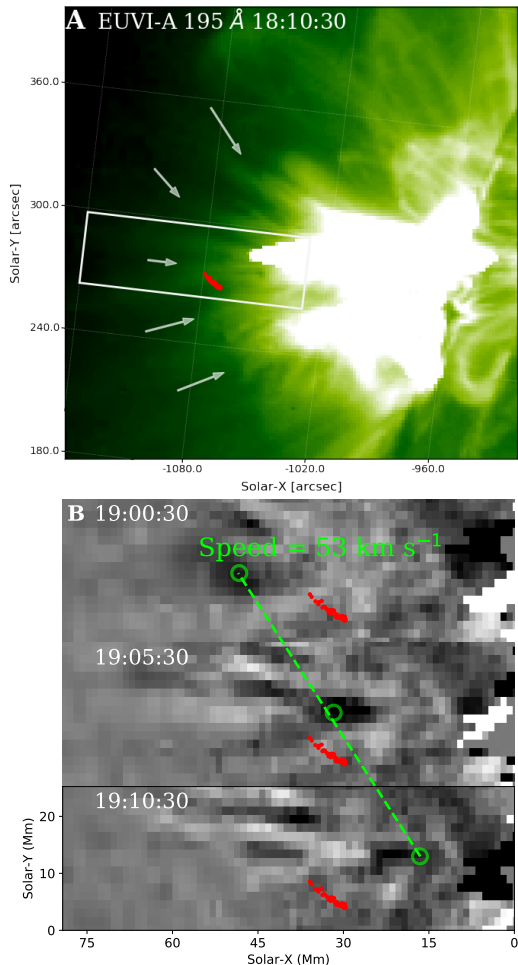 A EUVI-A 195 Å 18:10:30
360.0
300.0
240.0
180.0
Solar-Y [arcsec]
-1080.0 -1020.0 -960.0
Solar-X [arcsec]
B 19:00:30
Speed = 53 km s⁻¹
19:05:30
19:10:30
20
10
0
Solar-Y (Mm)
75 60 45 30 15 0
Solar-X (Mm)